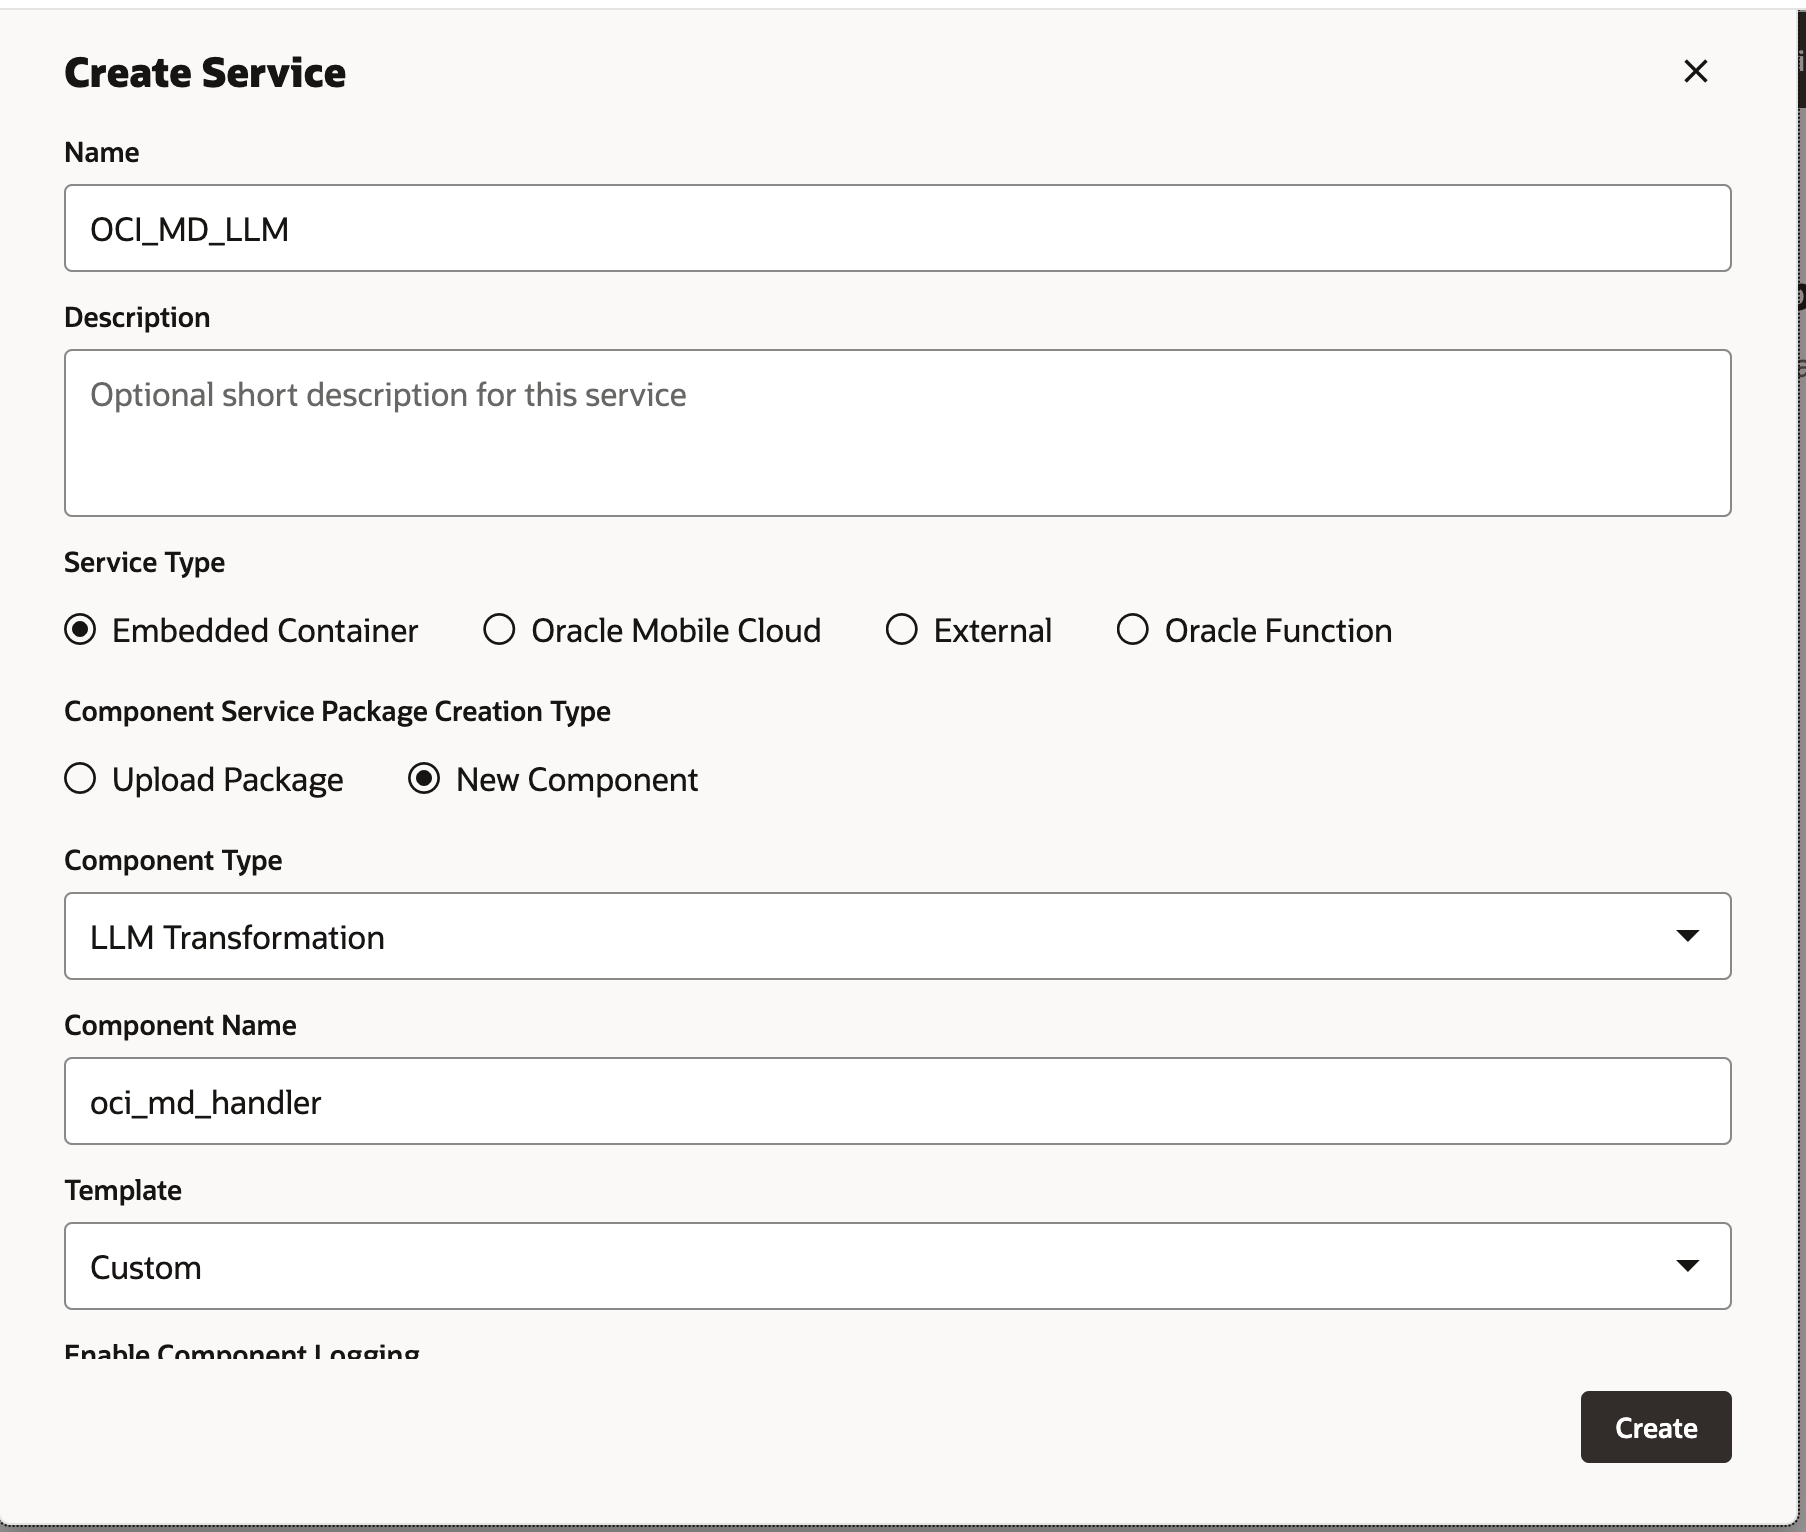 Create Service
Name
OCI_MD_LLM
Description
Optional short description for this service
Service Type
Embedded Container Oracle Mobile Cloud External Oracle Function
Component Service Package Creation Type
Upload Package New Component
Component Type
LLM Transformation
Component Name
oci_md_handler
Template
Custom
Enable Component Logging
Create